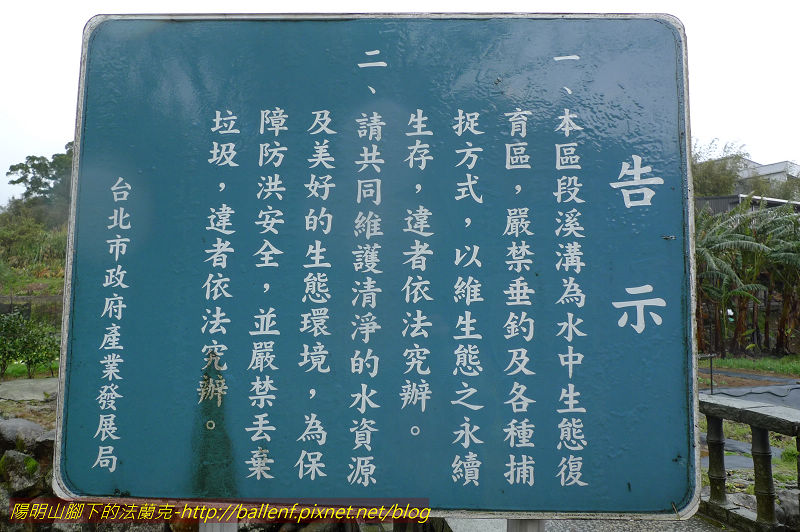 告示
一、本區段溪溝為水中生態復
育區，嚴禁垂釣及各種捕
捉方式，以維生態之永續
生存，違者依法究辦。
二、請共同維護清淨的水資源
及美好的生態環境，為保
障防洪安全，並嚴禁丟棄
垃圾，違者依法究辦。
台北市政府產業發展局
陽明山腳下的法蘭克-http://ballenf.pixnet.net/blog